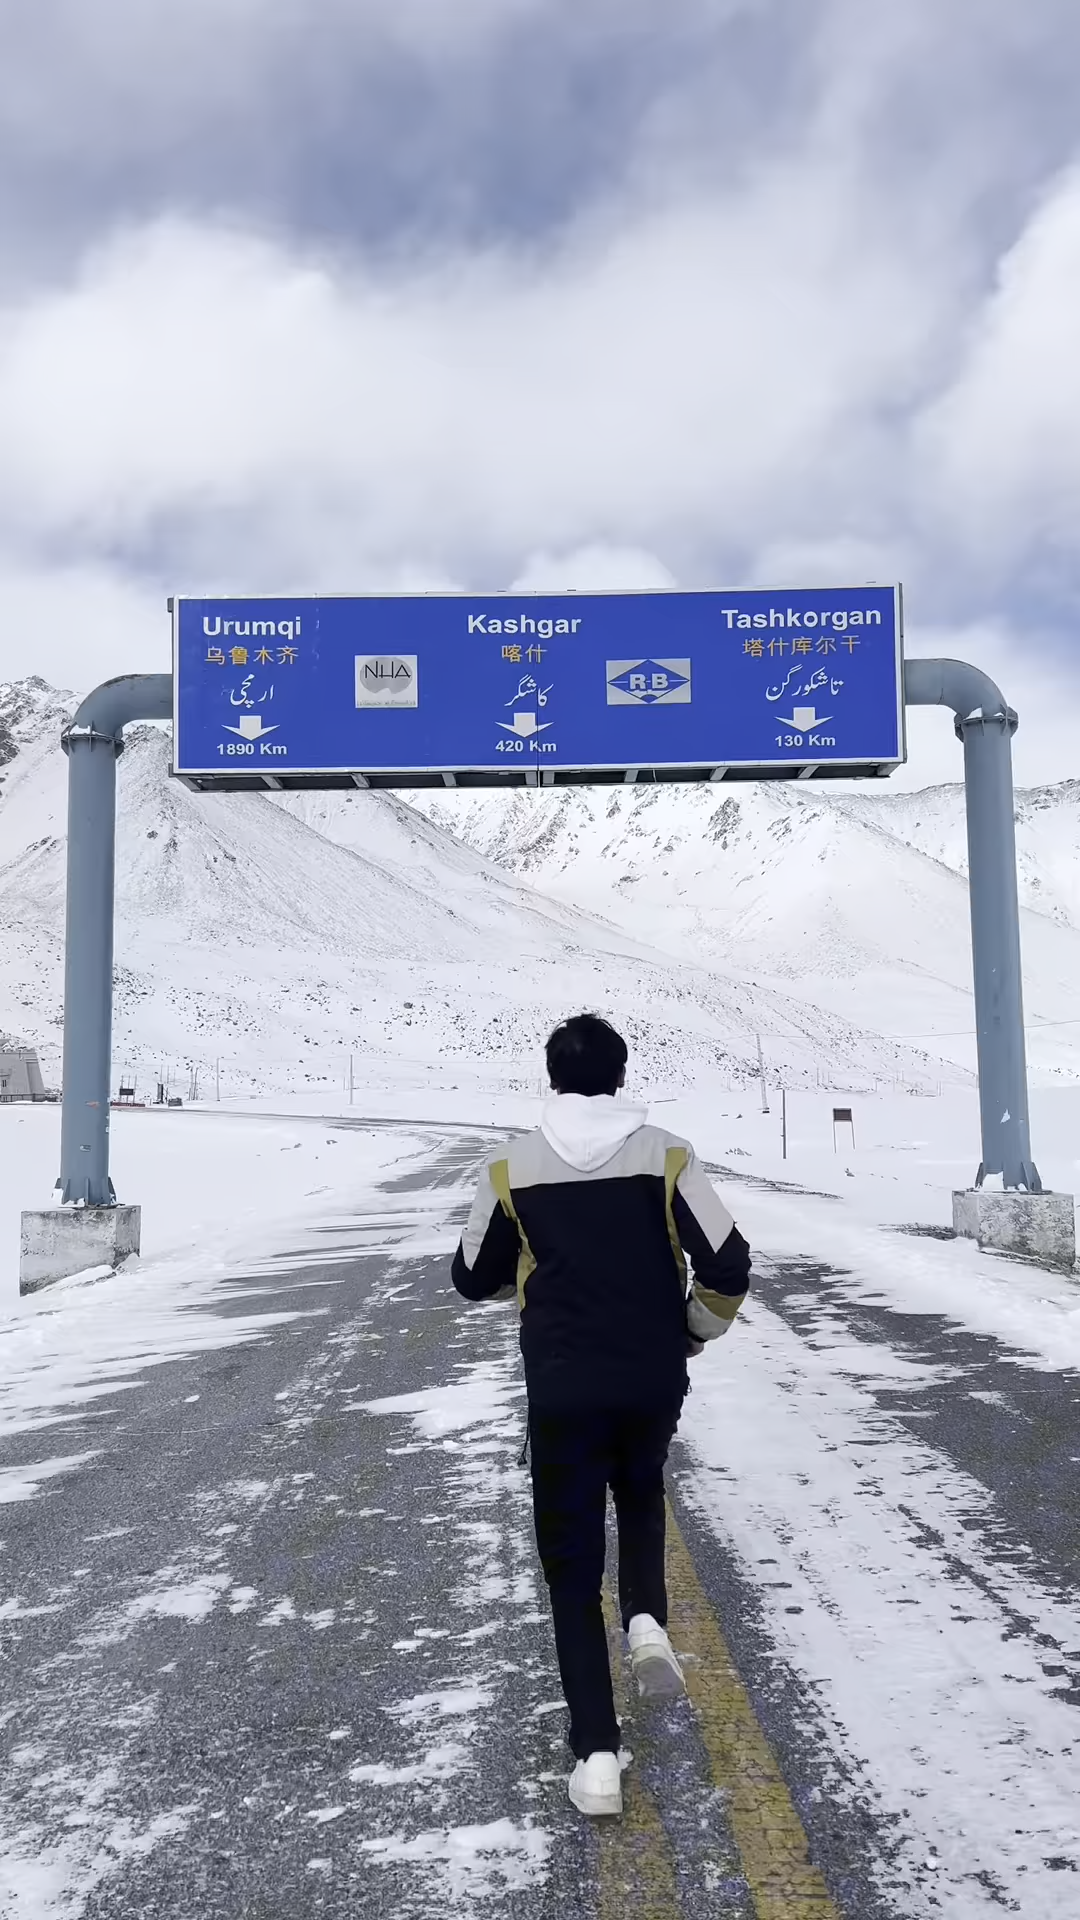 Urumqi
乌鲁木齐
ارمچی
1890 Km
NHA
Kashgar
喀什
کاشگر
420 Km
R-B
Tashkorgan
塔什库尔干
تاشکورگن
130 Km